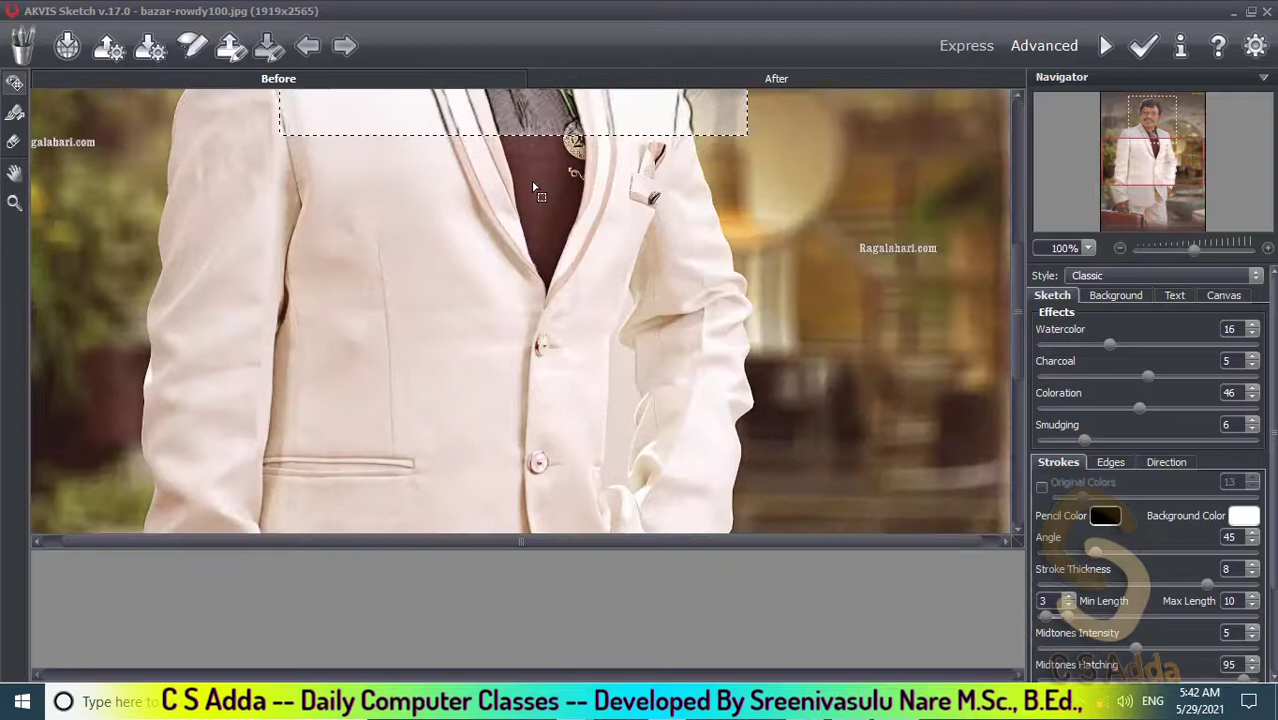 AKVIS Sketch v.17.0 - bazar-rowdy100.jpg (1919x2565)
Express Advanced
Before After Navigator
galahari.com
Ragalahari.com
100%
Style: Classic
Sketch Background Text Canvas
Effects
Watercolor 16
Charcoal 5
Coloration 46
Smudging 6
Strokes Edges Direction
Original Colors 13
Pencil Color Background Color
Angle 45
Stroke Thickness 8
3 Min Length Max Length 10
Midtones Intensity 5
Midtones Hatching 95
C S Adda
Type here to
C S Adda -- Daily Computer Classes -- Developed By Sreenivasulu Nare M.Sc., B.Ed.,
ENG
5:42 AM
5/29/2021